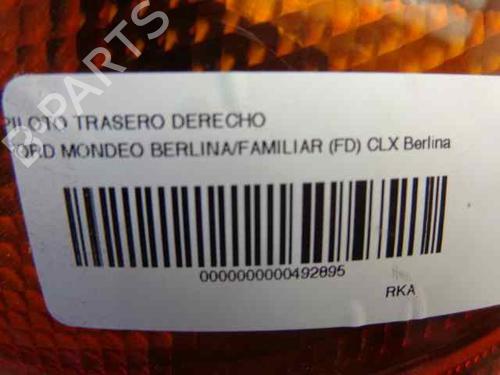 B-PARTS
PILOTO TRASERO DERECHO
FORD MONDEO BERLINA/FAMILIAR (FD) CLX Berlina
0000000000492895
RKA